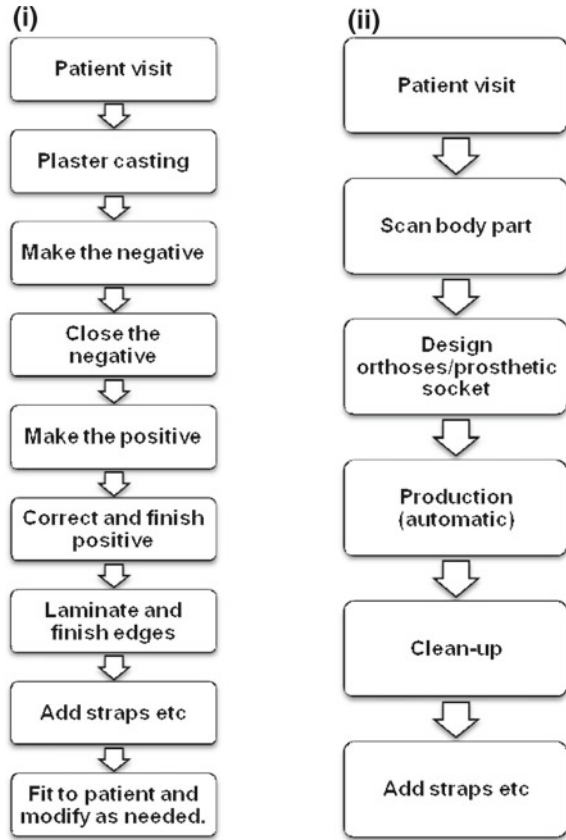 (i)
Patient visit
Plaster casting
Make the negative
Close the
negative
Make the positive
Correct and finish
positive
Laminate and
finish edges
Add straps etc
Fit to patient and
modify as needed.
(ii)
Patient visit
Scan body part
Design
orthoses/prosthetic
socket
Production
(automatic)
Clean-up
Add straps etc